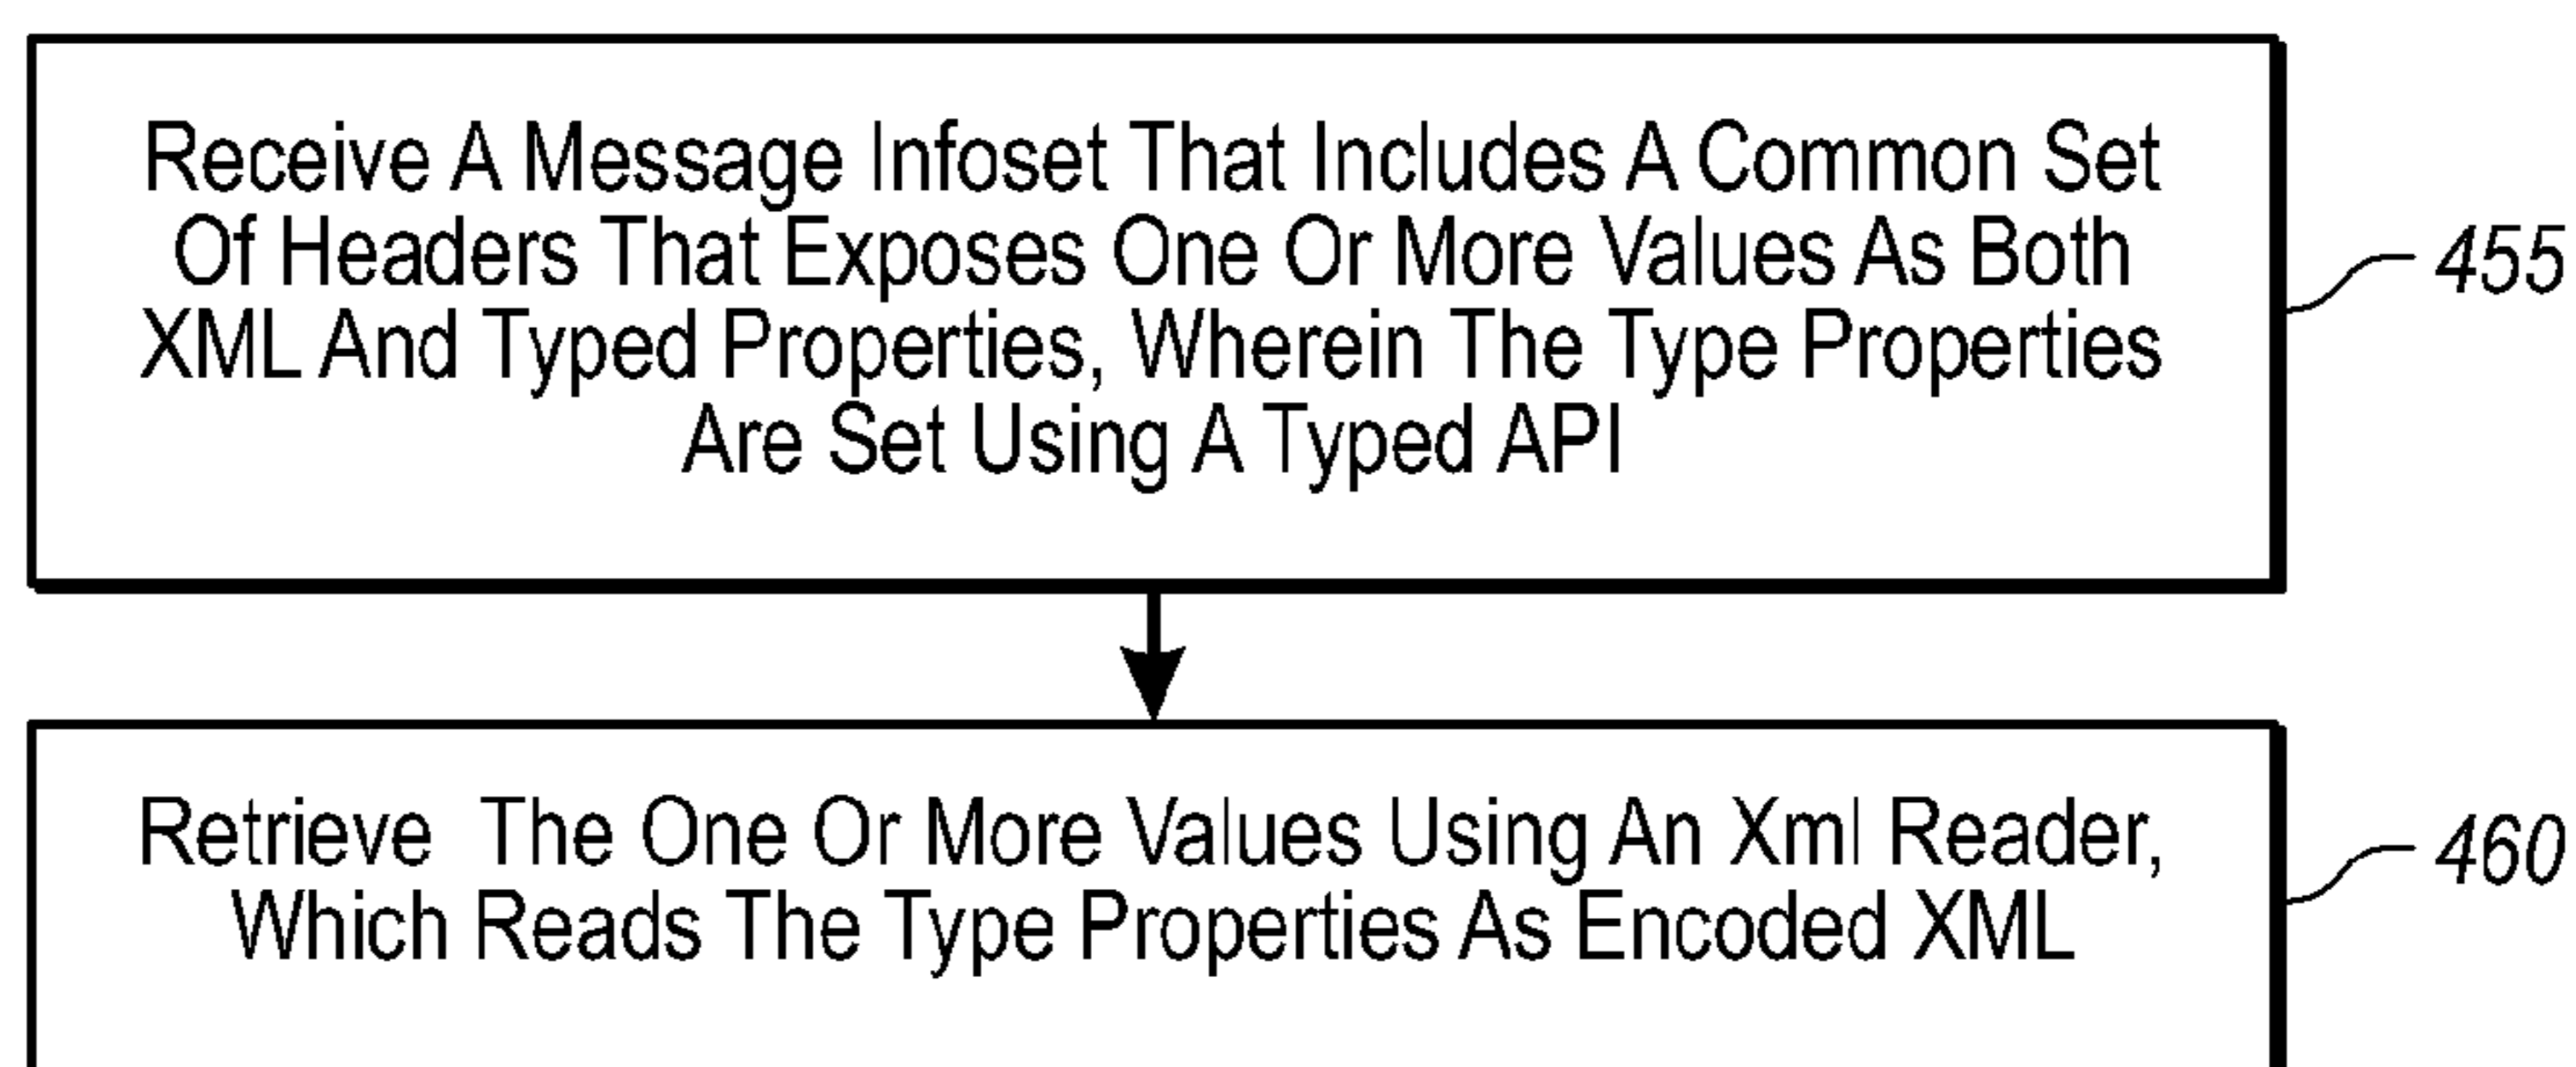 Receive A Message Infoset That Includes A Common Set
Of Headers That Exposes One Or More Values As Both
XML And Typed Properties, Wherein The Type Properties
Are Set Using A Typed API
455
Retrieve The One Or More Values Using An Xml Reader,
Which Reads The Type Properties As Encoded XML
460